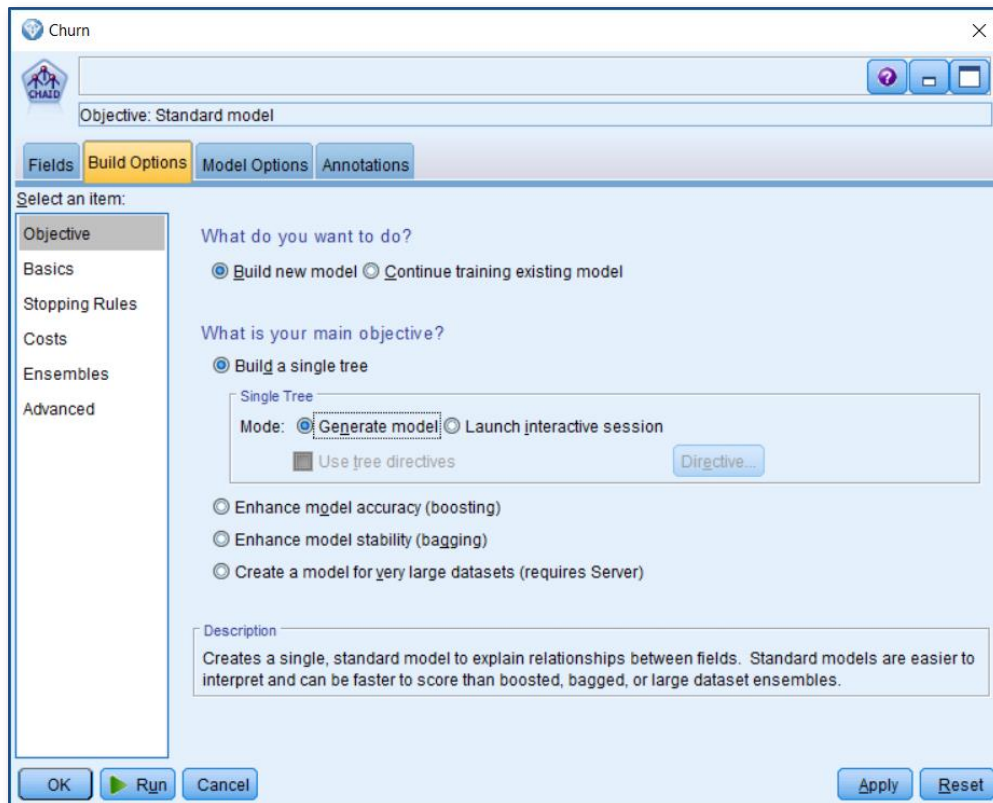 Churn
CHAID
?
Objective: Standard model
Fields Build Options Model Options Annotations
Select an item:
Objective
Basics
Stopping Rules
Costs
Ensembles
Advanced
What do you want to do?
Build new model Continue training existing model
What is your main objective?
Build a single tree
Single Tree
Mode: Generate model Launch interactive session
Use tree directives Directive...
Enhance model accuracy (boosting)
Enhance model stability (bagging)
Create a model for very large datasets (requires Server)
Description
Creates a single, standard model to explain relationships between fields. Standard models are easier to
interpret and can be faster to score than boosted, bagged, or large dataset ensembles.
OK Run Cancel Apply Reset